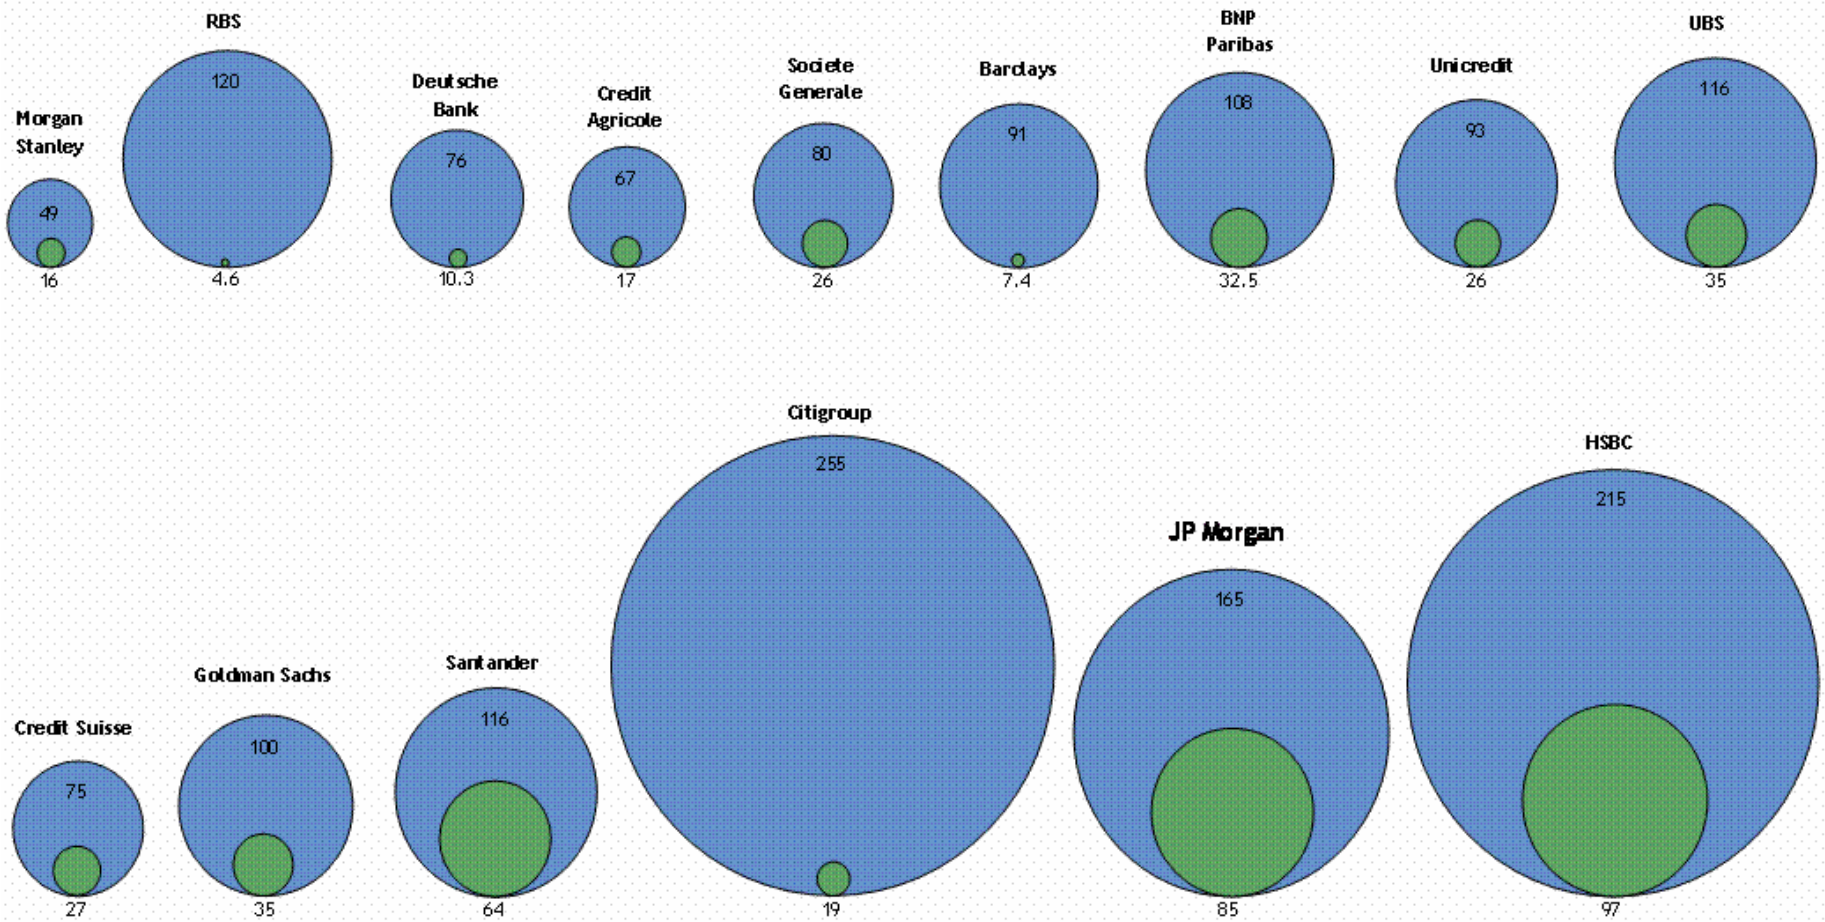 RBS
120
4.6
Morgan
Stanley
49
16
Deutsche
Bank
76
10.3
Credit
Agricole
67
17
Societe
Generale
80
26
Barclays
91
7.4
BNP
Paribas
108
32.5
Unicredit
93
26
UBS
116
35
Credit Suisse
75
27
Goldman Sachs
100
35
Santander
116
64
Citigroup
255
19
JP Morgan
165
85
HSBC
215
97